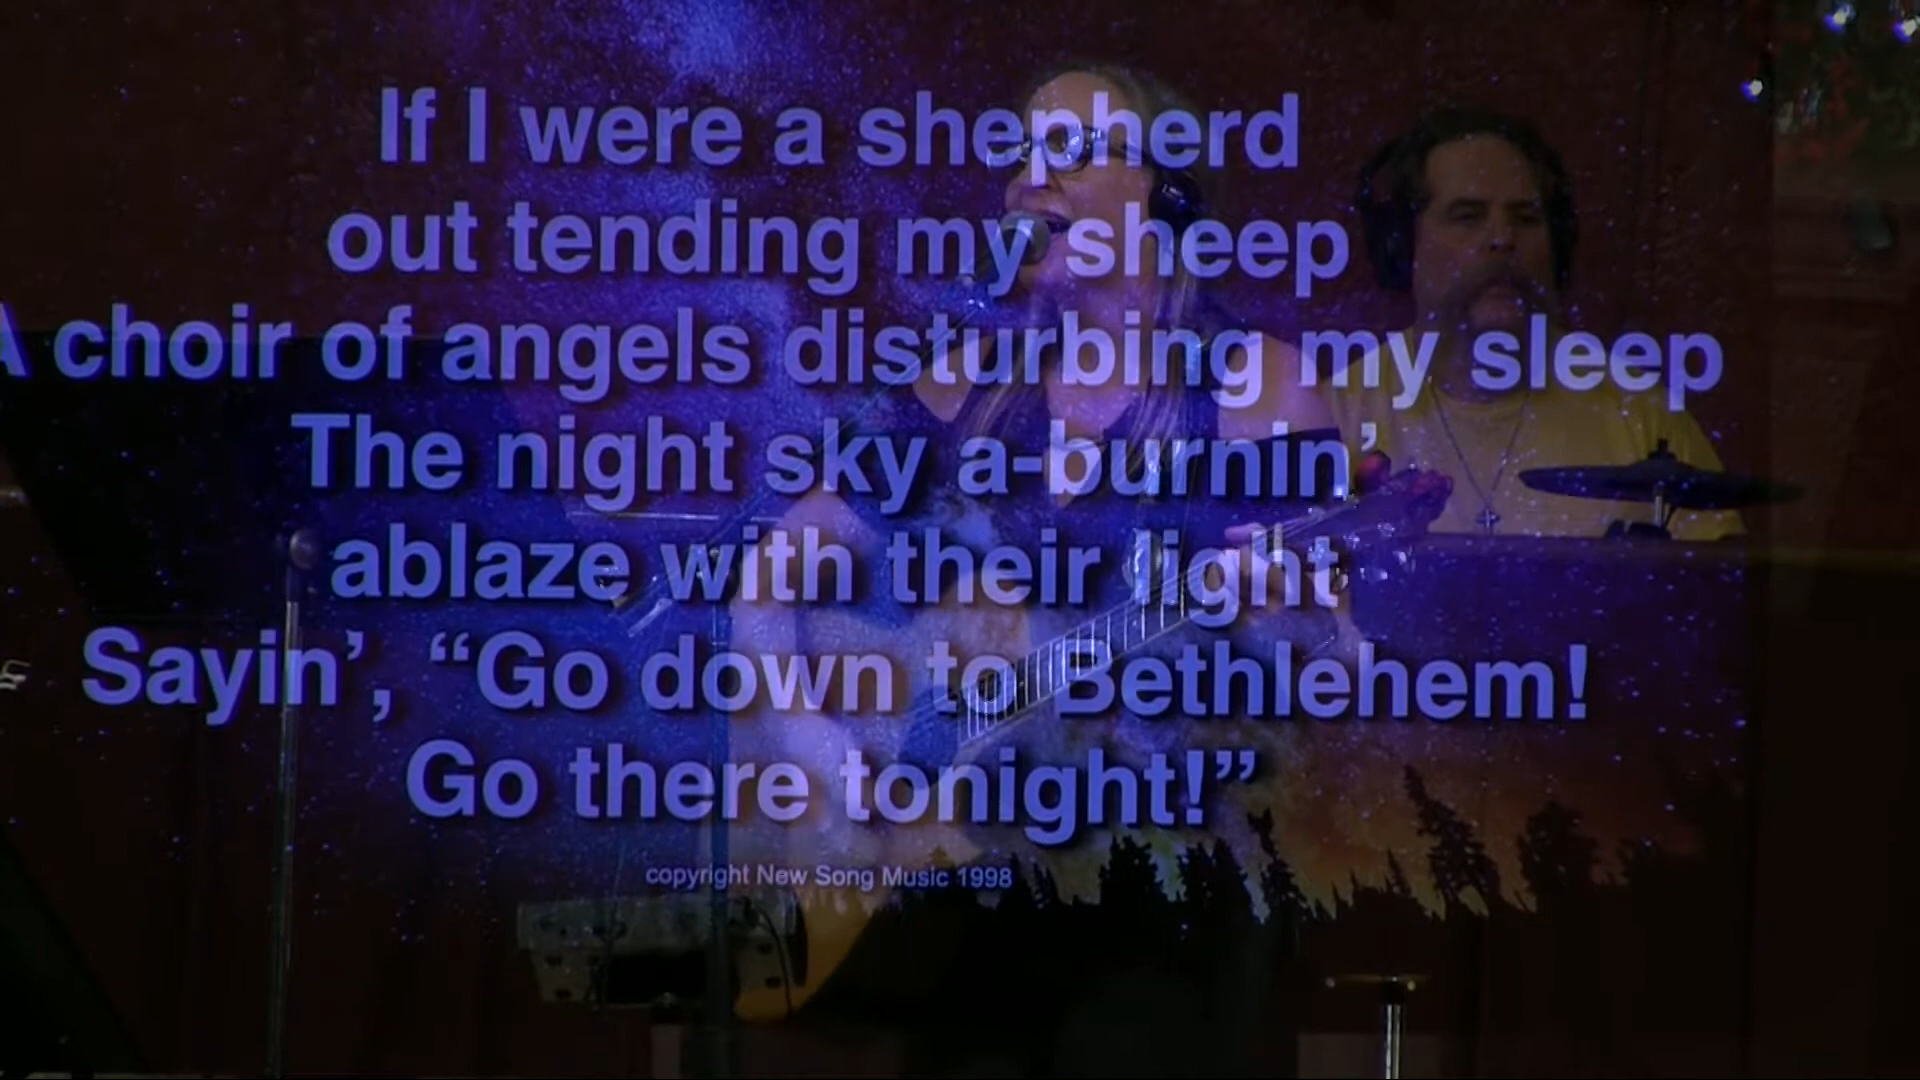 If I were a shepherd
out tending my sheep
A choir of angels disturbing my sleep
The night sky a-burnin’
ablaze with their light
Sayin’, “Go down to Bethlehem!
Go there tonight!”
copyright New Song Music 1998